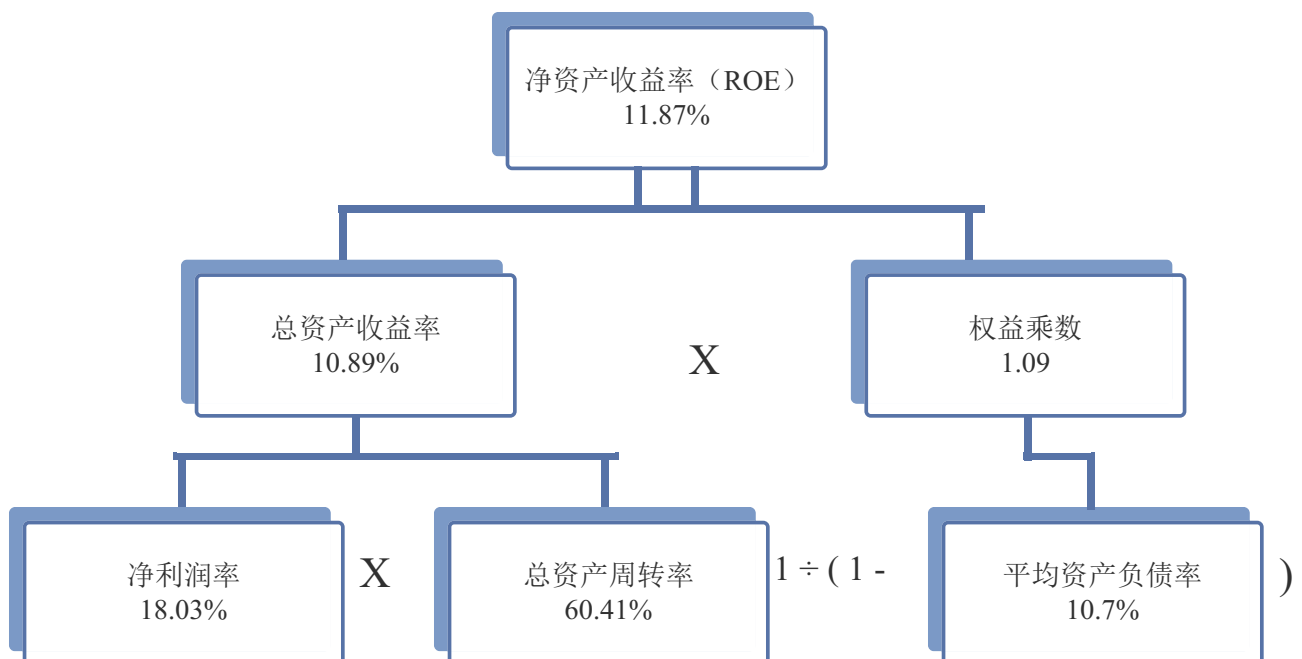 净资产收益率（ROE）
11.87%
总资产收益率
10.89%
X
权益乘数
1.09
净利润率
18.03%
X
总资产周转率
60.41%
1 ÷ ( 1 -
平均资产负债率
10.7%
)